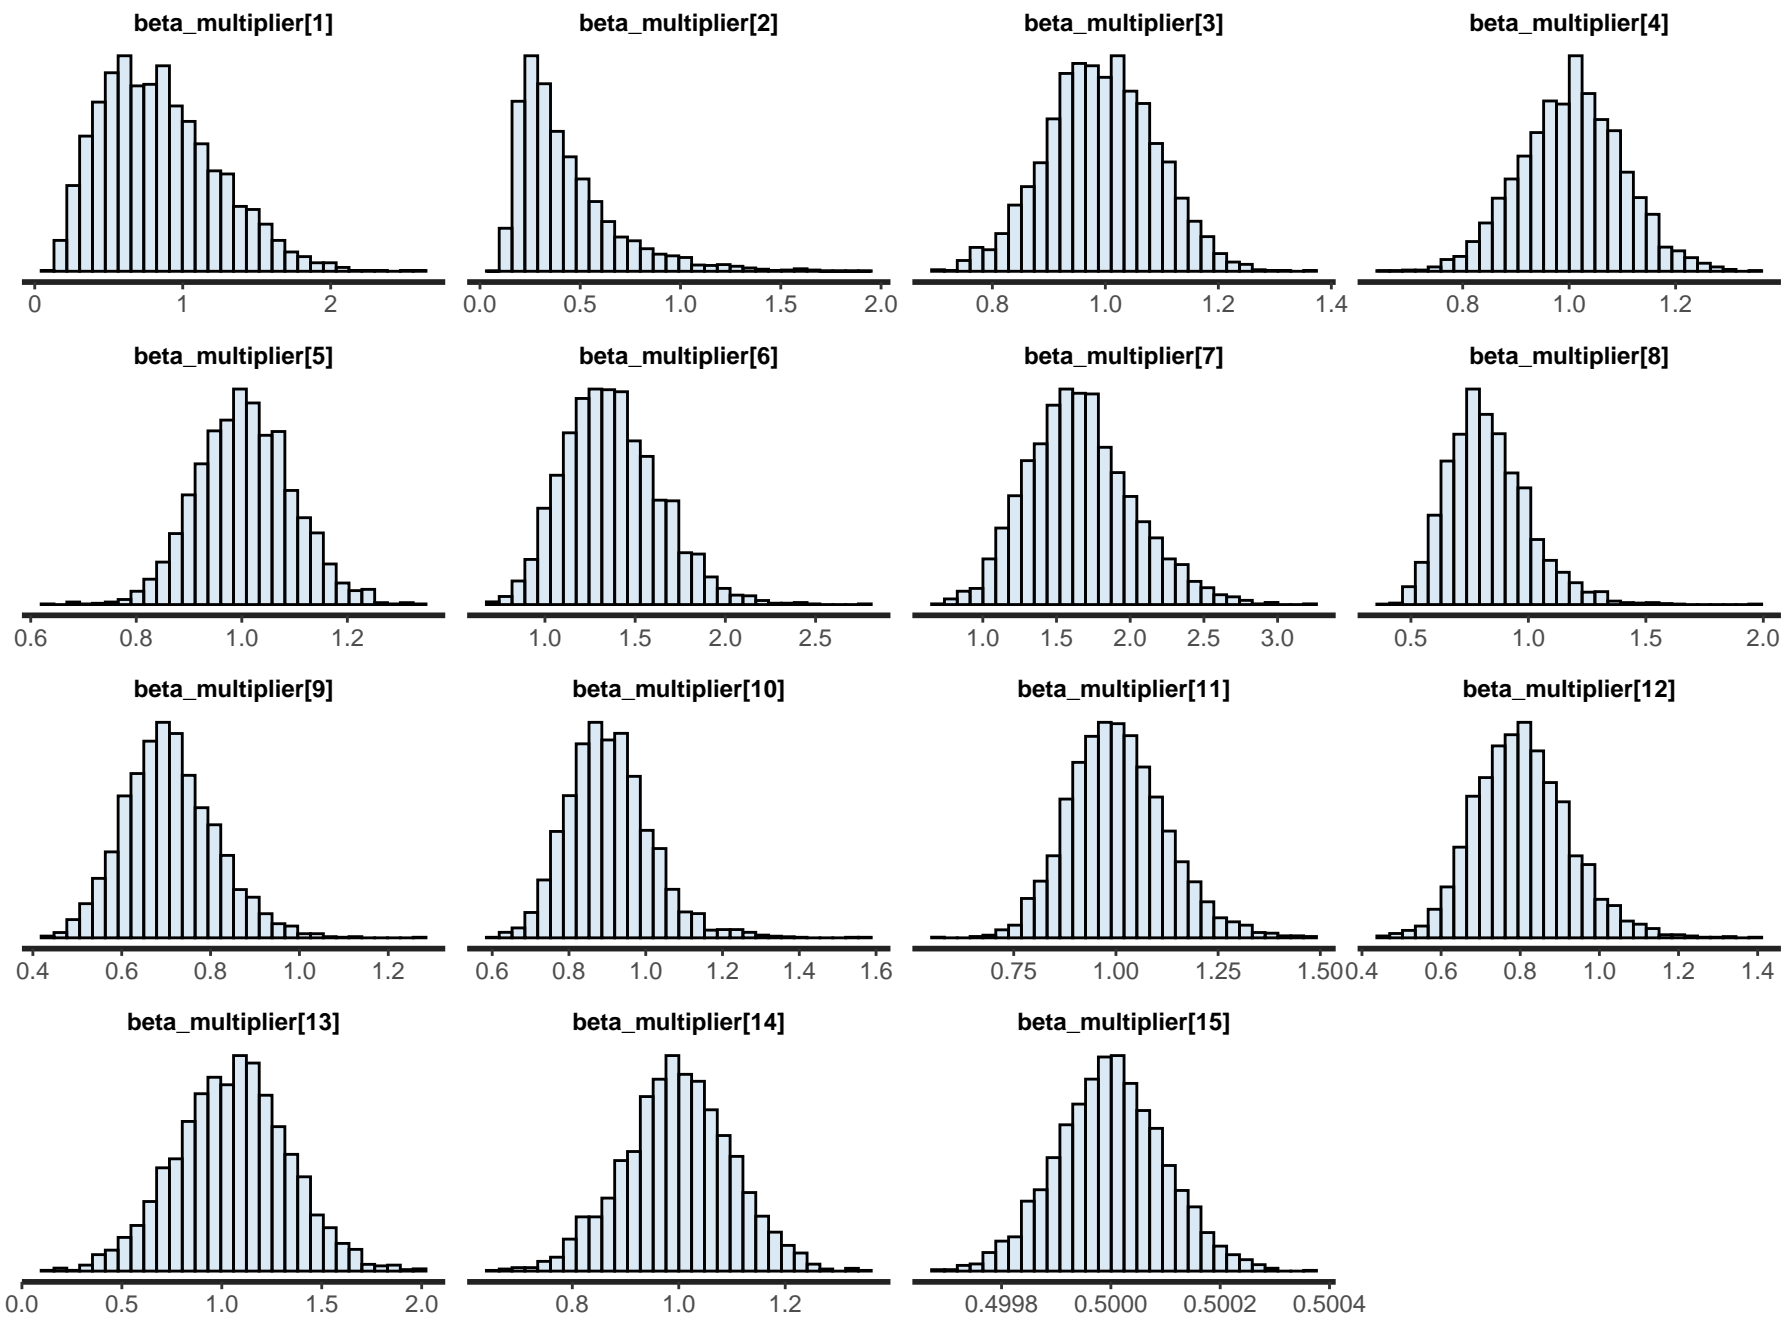 beta_multiplier[1] beta_multiplier[2] beta_multiplier[3] beta_multiplier[4]
0 1 2 0.0 0.5 1.0 1.5 2.0 0.8 1.0 1.2 1.4 0.8 1.0 1.2
beta_multiplier[5] beta_multiplier[6] beta_multiplier[7] beta_multiplier[8]
0.6 0.8 1.0 1.2 1.0 1.5 2.0 2.5 1.0 1.5 2.0 2.5 3.0 0.5 1.0 1.5 2.0
beta_multiplier[9] beta_multiplier[10] beta_multiplier[11] beta_multiplier[12]
0.4 0.6 0.8 1.0 1.2 0.6 0.8 1.0 1.2 1.4 1.6 0.75 1.00 1.25 1.50 0.4 0.6 0.8 1.0 1.2 1.4
beta_multiplier[13] beta_multiplier[14] beta_multiplier[15]
0.0 0.5 1.0 1.5 2.0 0.8 1.0 1.2 0.4998 0.5000 0.5002 0.5004